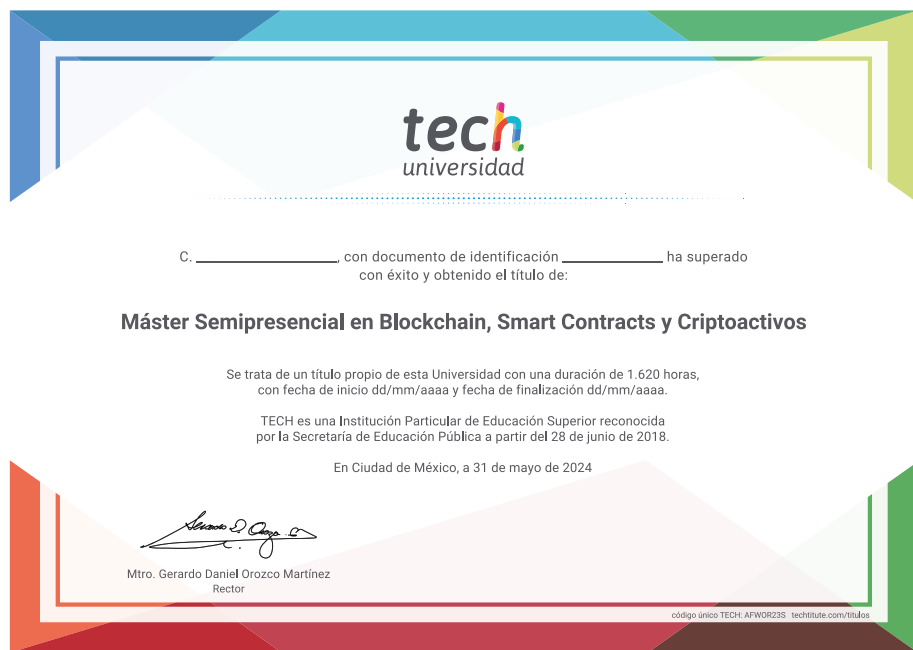 tech
universidad
C. ________________, con documento de identificación ____________ ha superado
con éxito y obtenido el título de:
Máster Semipresencial en Blockchain, Smart Contracts y Criptoactivos
Se trata de un título propio de esta Universidad con una duración de 1.620 horas,
con fecha de inicio dd/mm/aaaa y fecha de finalización dd/mm/aaaa.
TECH es una Institución Particular de Educación Superior reconocida
por la Secretaría de Educación Pública a partir del 28 de junio de 2018.
En Ciudad de México, a 31 de mayo de 2024
Mtro. Gerardo Daniel Orozco Martínez
Rector
código único TECH: AFWOR23S techtitute.com/titulos